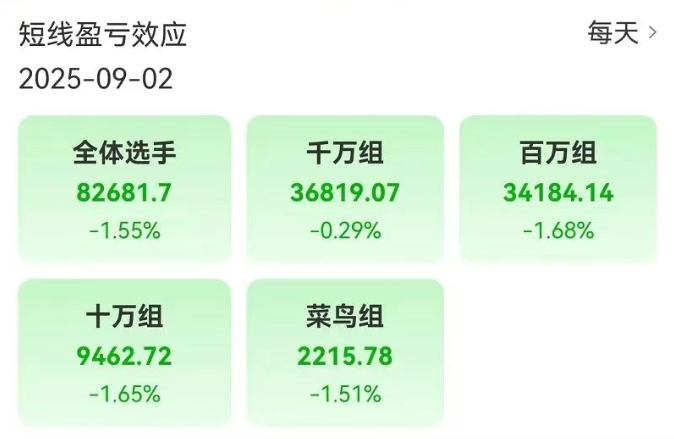 短线盈亏效应
每天 >
2025-09-02
全体选手
82681.7
-1.55%
千万组
36819.07
-0.29%
百万组
34184.14
-1.68%
十万组
9462.72
-1.65%
菜鸟组
2215.78
-1.51%